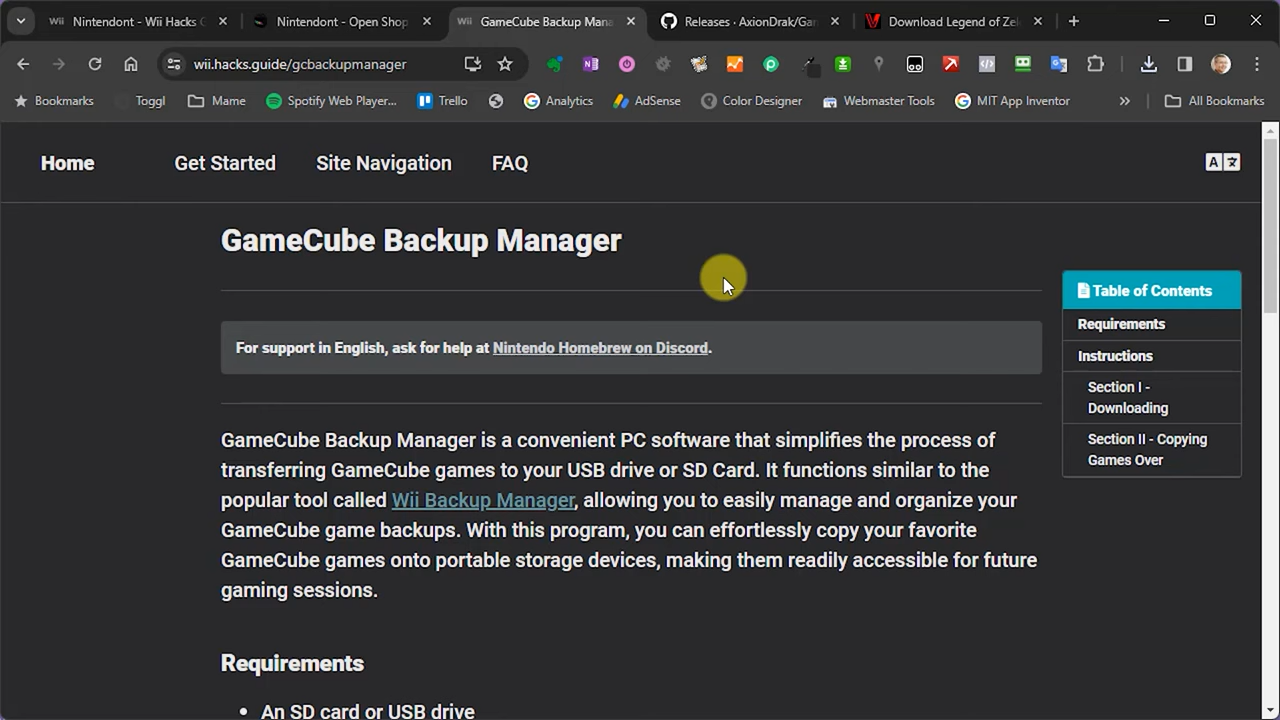 Nintendont - Wii Hacks G
Nintendont - Open Shop
Wii
GameCube Backup Mana
Releases · AxionDrak/Gam
Download Legend of Zel
wii.hacks.guide/gcbackupmanager
Bookmarks
Toggl
Mame
Spotify Web Player...
Trello
Analytics
AdSense
Color Designer
Webmaster Tools
MIT App Inventor
»
All Bookmarks
Home
Get Started
Site Navigation
FAQ
GameCube Backup Manager
Table of Contents
Requirements
Instructions
Section I -
Downloading
Section II - Copying
Games Over
For support in English, ask for help at Nintendo Homebrew on Discord.
GameCube Backup Manager is a convenient PC software that simplifies the process of
transferring GameCube games to your USB drive or SD Card. It functions similar to the
popular tool called Wii Backup Manager, allowing you to easily manage and organize your
GameCube game backups. With this program, you can effortlessly copy your favorite
GameCube games onto portable storage devices, making them readily accessible for future
gaming sessions.
Requirements
• An SD card or USB drive